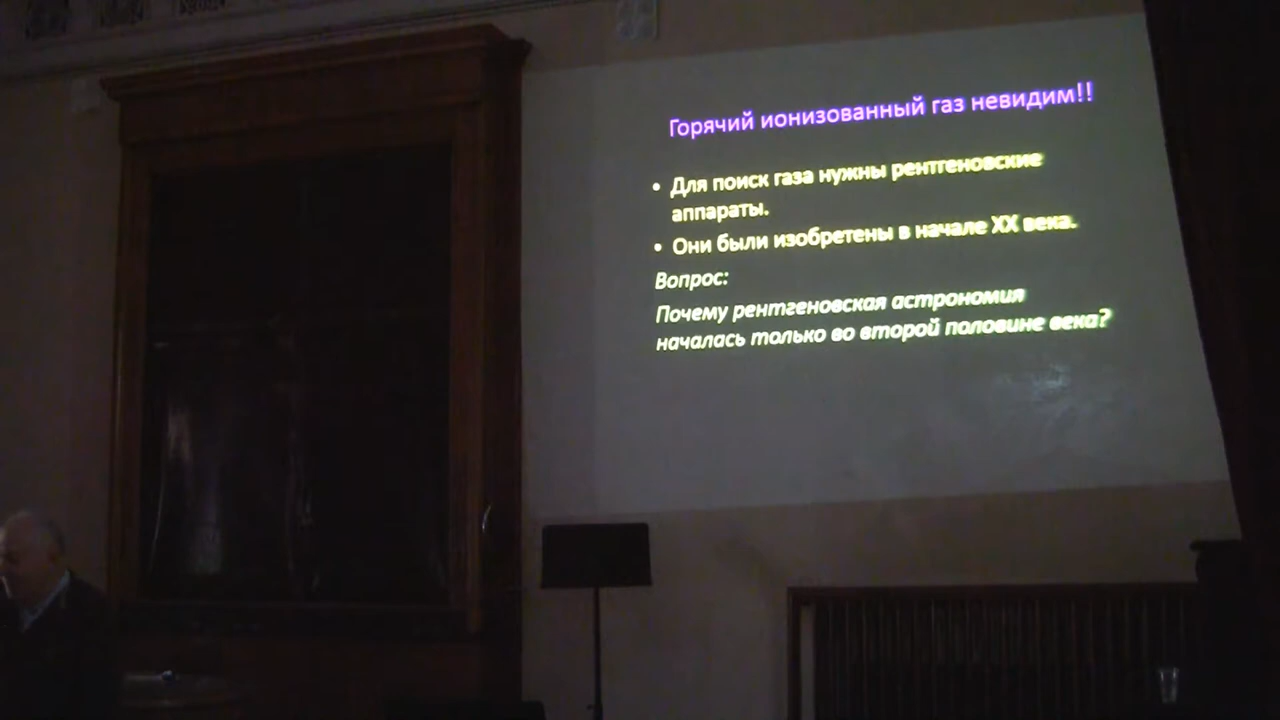 Горячий ионизованный газ невидим!!
• Для поиск газа нужны рентгеновские
аппараты.
• Они были изобретены в начале XX века.
Вопрос:
Почему рентгеновская астрономия
началась только во второй половине века?